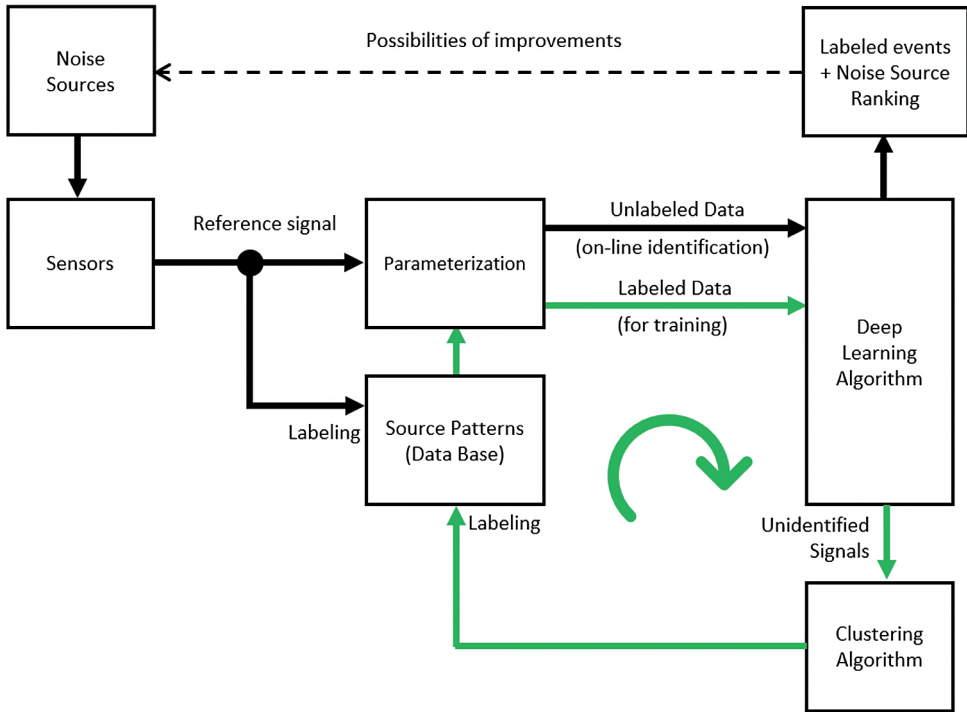 Noise
Sources
Possibilities of improvements
Labeled events
+ Noise Source
Ranking
Sensors
Reference signal
Parameterization
Unlabeled Data
(on-line identification)
Labeled Data
(for training)
Deep
Learning
Algorithm
Labeling
Source Patterns
(Data Base)
Labeling
Unidentified
Signals
Clustering
Algorithm